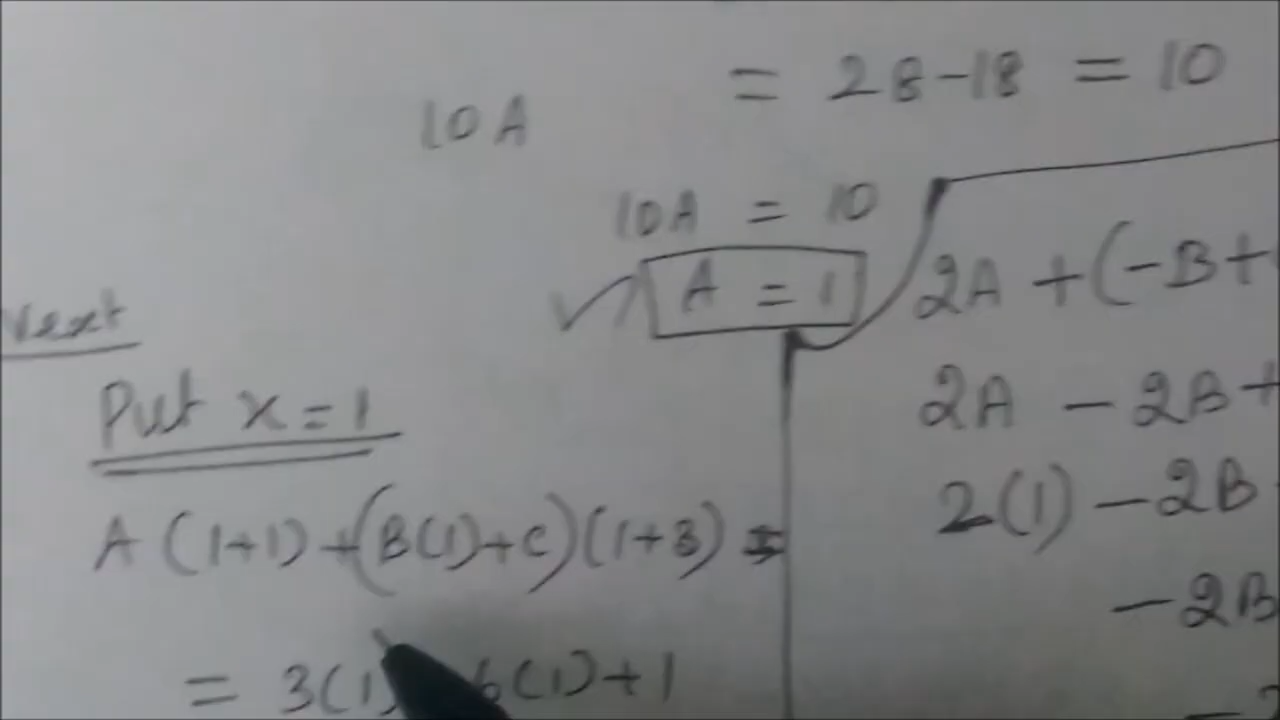 = 28-18 = 10
10A
10A = 10
A = 1
Next
Put x = 1
A (1+1) + (B(1)+C)(1+3) =
= 3(1) 6(1)+1
2A + (-B+
2A - 2B+
2(1) - 2B
-2B